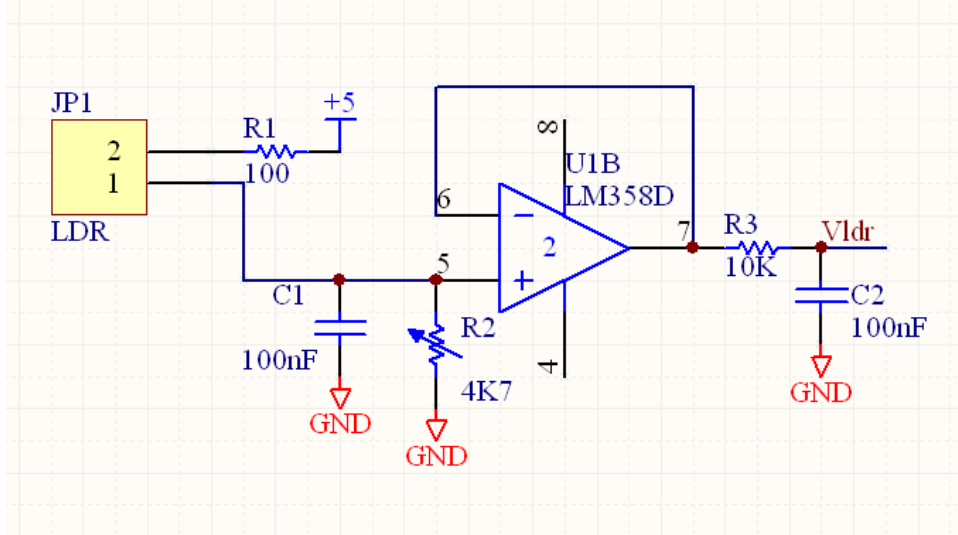 JP1
2
1
LDR
R1
100
+5
C1
100nF
GND
R2
4K7
GND
6
5
2
8
4
U1B
LM358D
7
R3
10K
Vldr
C2
100nF
GND